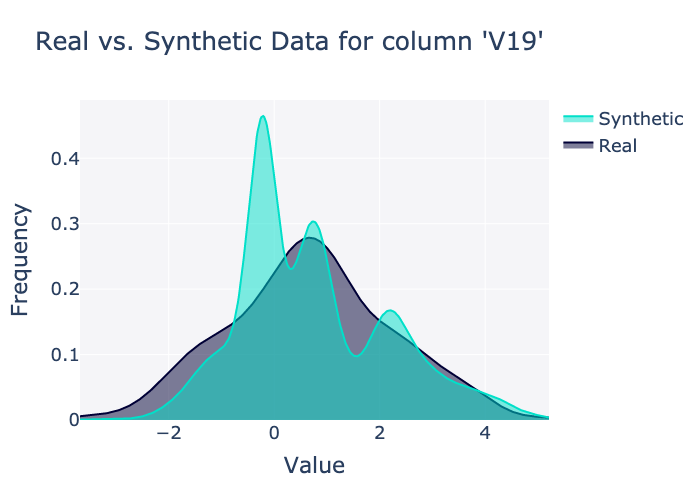 Real vs. Synthetic Data for column 'V19'
Synthetic
Real
Frequency
0.4
0.3
0.2
0.1
0
−2
0
2
4
Value